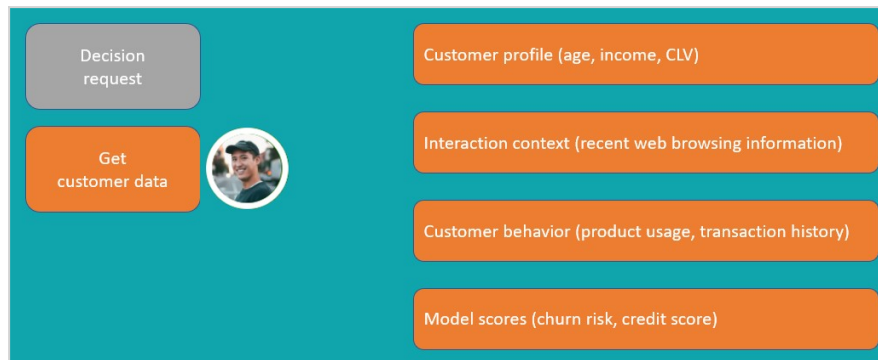 Decision
request
Get
customer data
Customer profile (age, income, CLV)
Interaction context (recent web browsing information)
Customer behavior (product usage, transaction history)
Model scores (churn risk, credit score)